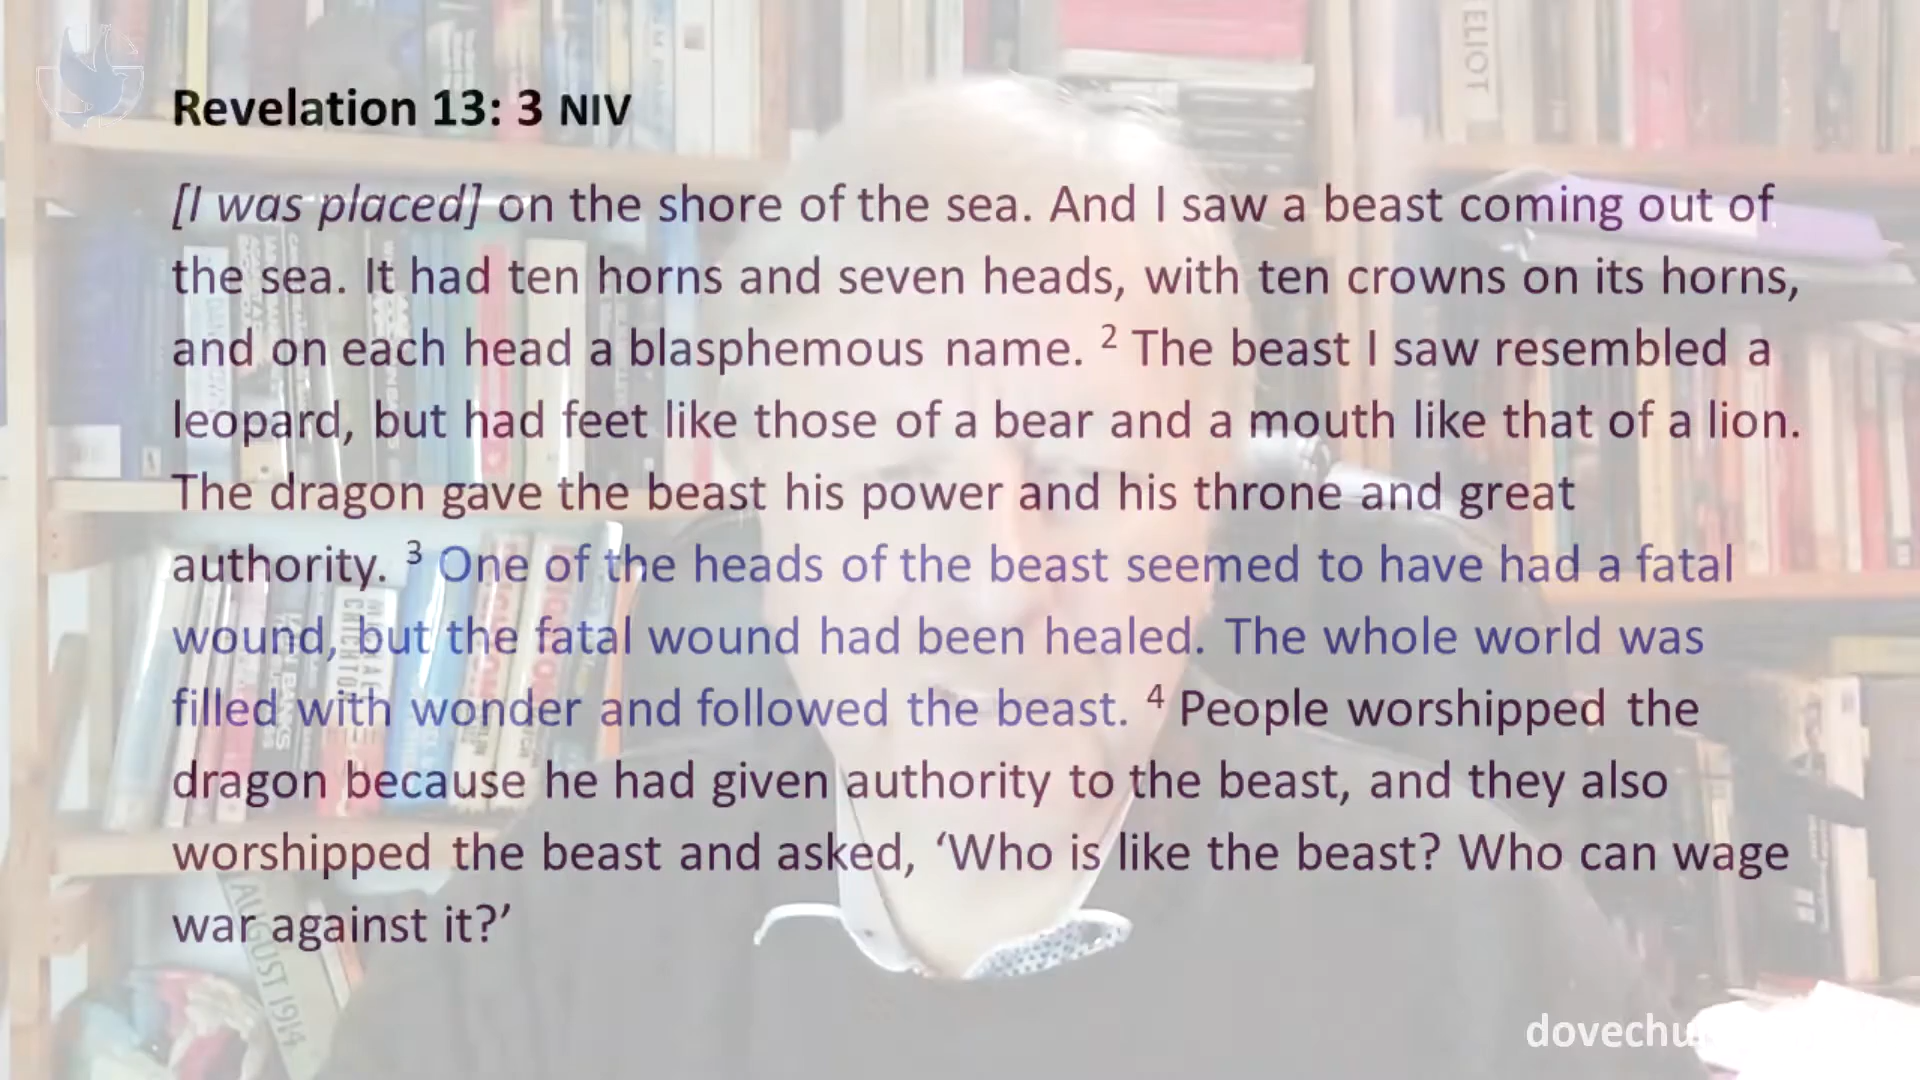 Revelation 13: 3 NIV
[I was placed] on the shore of the sea. And I saw a beast coming out of
the sea. It had ten horns and seven heads, with ten crowns on its horns,
and on each head a blasphemous name. ² The beast I saw resembled a
leopard, but had feet like those of a bear and a mouth like that of a lion.
The dragon gave the beast his power and his throne and great
authority. ³ One of the heads of the beast seemed to have had a fatal
wound, but the fatal wound had been healed. The whole world was
filled with wonder and followed the beast. ⁴ People worshipped the
dragon because he had given authority to the beast, and they also
worshipped the beast and asked, ‘Who is like the beast? Who can wage
war against it?’
ELIOT
AUGUST 1914